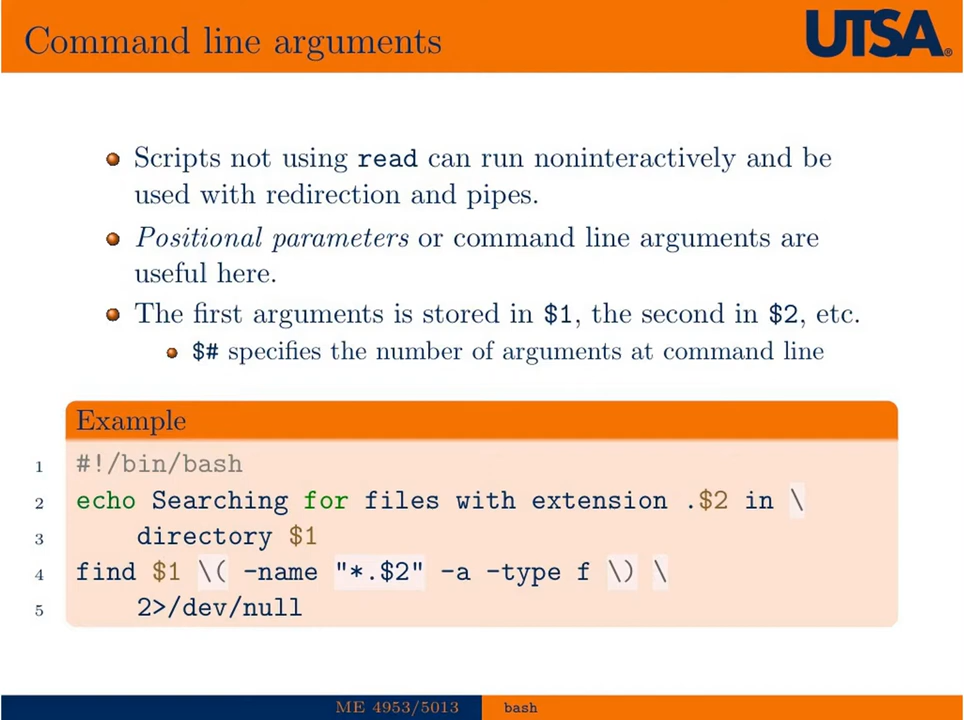 Command line arguments
UTSA®
Scripts not using read can run noninteractively and be
used with redirection and pipes.
Positional parameters or command line arguments are
useful here.
The first arguments is stored in $1, the second in $2, etc.
$# specifies the number of arguments at command line
Example
1 #!/bin/bash
2 echo Searching for files with extension .$2 in \
3 directory $1
4 find $1 \( -name "*.$2" -a -type f \) \
5 2>/dev/null
ME 4953/5013 bash